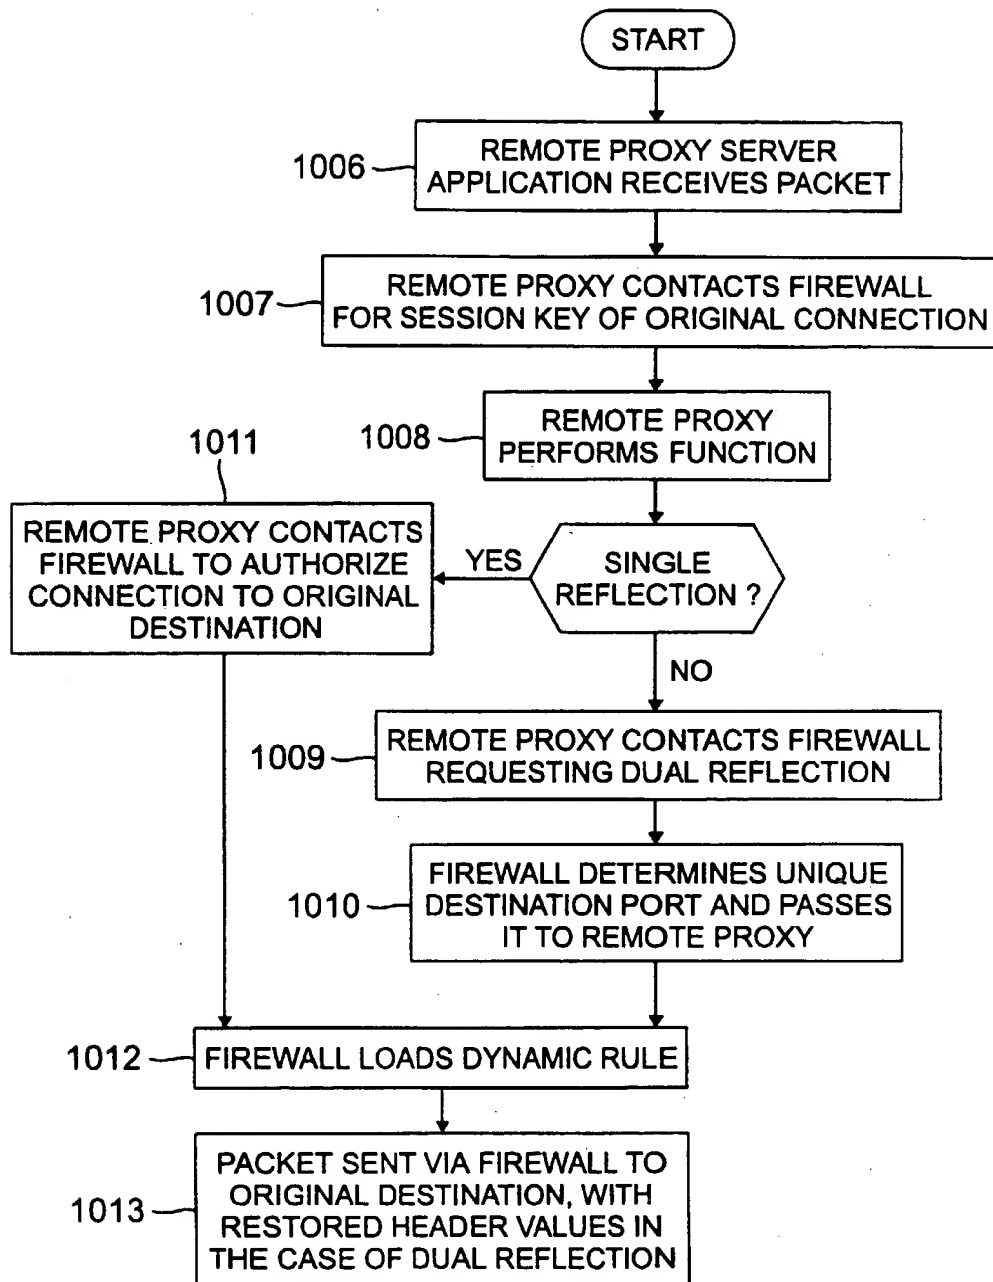 START
1006
REMOTE PROXY SERVER
APPLICATION RECEIVES PACKET
1007
REMOTE PROXY CONTACTS FIREWALL
FOR SESSION KEY OF ORIGINAL CONNECTION
1008
REMOTE PROXY
PERFORMS FUNCTION
1011
REMOTE PROXY CONTACTS
FIREWALL TO AUTHORIZE
CONNECTION TO ORIGINAL
DESTINATION
YES
SINGLE
REFLECTION ?
NO
1009
REMOTE PROXY CONTACTS FIREWALL
REQUESTING DUAL REFLECTION
1010
FIREWALL DETERMINES UNIQUE
DESTINATION PORT AND PASSES
IT TO REMOTE PROXY
1012
FIREWALL LOADS DYNAMIC RULE
1013
PACKET SENT VIA FIREWALL TO
ORIGINAL DESTINATION, WITH
RESTORED HEADER VALUES IN
THE CASE OF DUAL REFLECTION